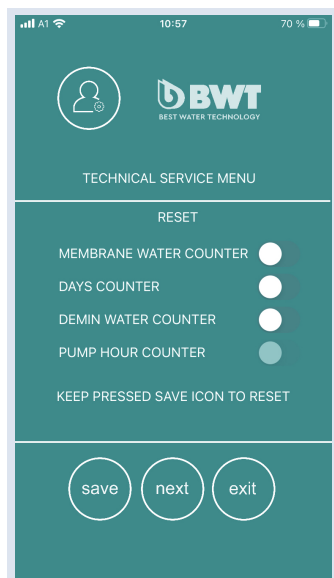 A1 10:57 70 %
BWT
BEST WATER TECHNOLOGY
TECHNICAL SERVICE MENU
RESET
MEMBRANE WATER COUNTER
DAYS COUNTER
DEMIN WATER COUNTER
PUMP HOUR COUNTER
KEEP PRESSED SAVE ICON TO RESET
save next exit